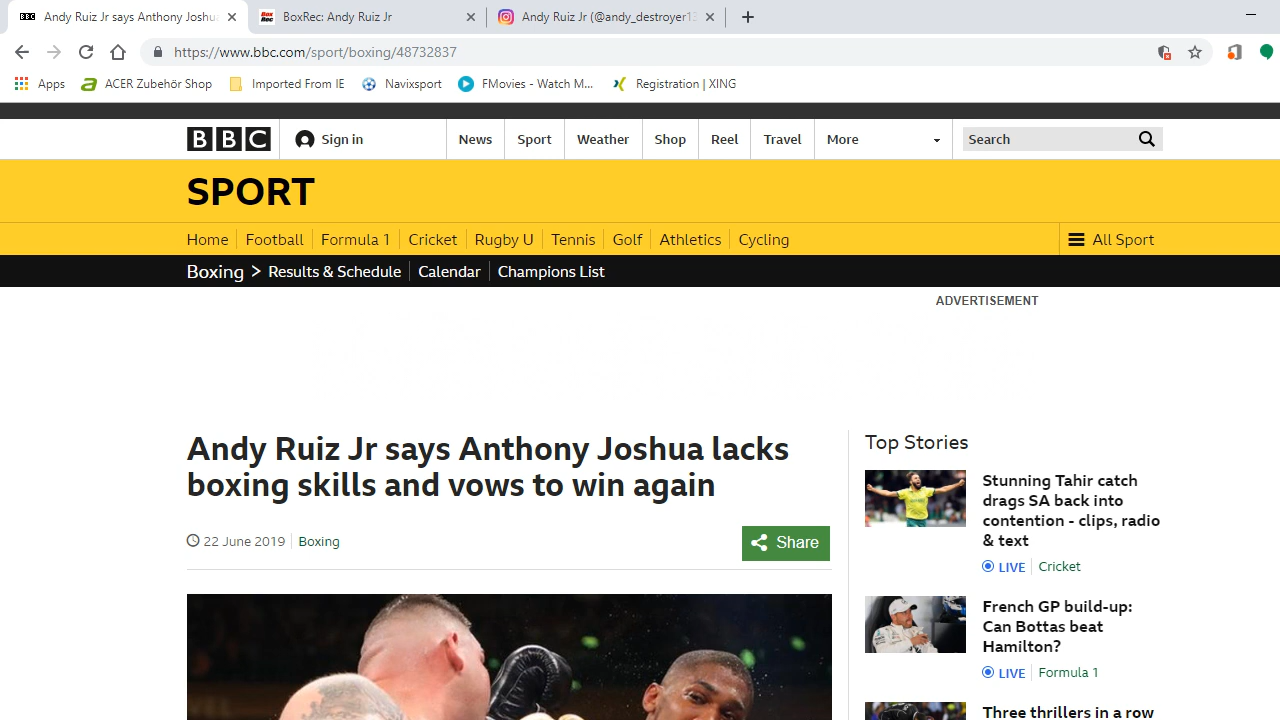 BBC Andy Ruiz Jr says Anthony Joshu
Box Rec BoxRec: Andy Ruiz Jr
Andy Ruiz Jr (@andy_destroyer13
https://www.bbc.com/sport/boxing/48732837
Apps
ACER Zubehör Shop
Imported From IE
Navixsport
FMovies - Watch M...
Registration | XING
BBC
Sign in
News
Sport
Weather
Shop
Reel
Travel
More
Search
SPORT
Home
Football
Formula 1
Cricket
Rugby U
Tennis
Golf
Athletics
Cycling
All Sport
Boxing
Results & Schedule
Calendar
Champions List
ADVERTISEMENT
Andy Ruiz Jr says Anthony Joshua lacks
boxing skills and vows to win again
22 June 2019
Boxing
Share
Top Stories
Stunning Tahir catch
drags SA back into
contention - clips, radio
& text
LIVE
Cricket
French GP build-up:
Can Bottas beat
Hamilton?
LIVE
Formula 1
Three thrillers in a row